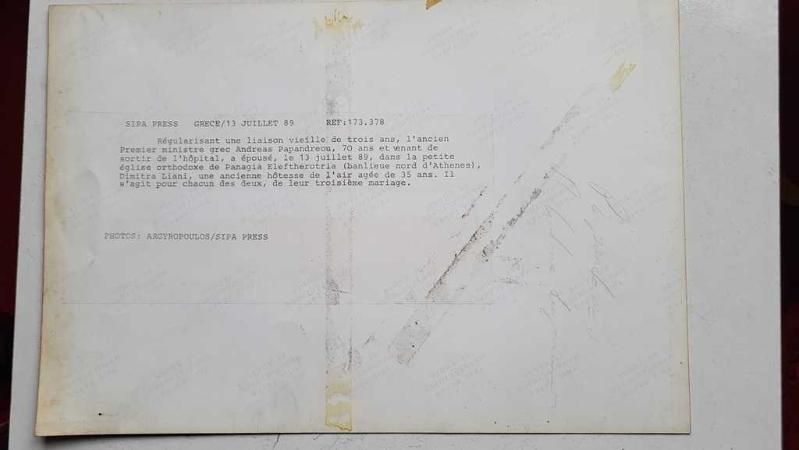 SIPA PRESS GRECE/13 JUILLET 89 REF:173.378
Régularisant une liaison vieille de trois ans, l'ancien
Premier ministre grec Andreas Papandreou, 70 ans et venant de
sortir de l'hôpital, a épousé, le 13 juillet 89, dans la petite
église orthodoxe de Panagia Eleftherotria (banlieue nord d'Athenes),
Dimitra Liani, une ancienne hôtesse de l'air agée de 35 ans. Il
s'agit pour chacun des deux, de leur troisième mariage.
PHOTOS: ARGYROPOULOS/SIPA PRESS